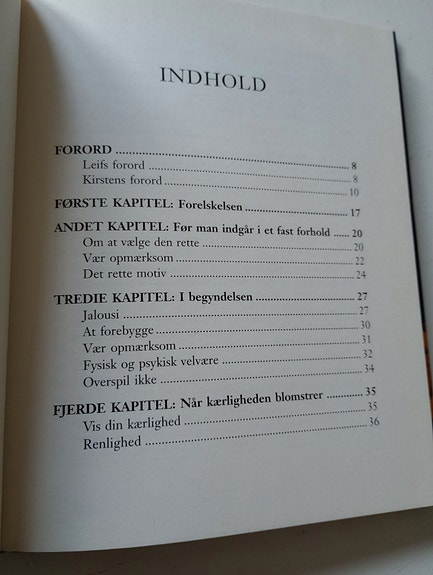 INDHOLD
FORORD ........ 8
Leifs forord ........ 8
Kirstens forord ........ 10
FØRSTE KAPITEL: Forelskelsen ........ 17
ANDET KAPITEL: Før man indgår i et fast forhold ........ 20
Om at vælge den rette ........ 20
Vær opmærksom ........ 22
Det rette motiv ........ 24
TREDIE KAPITEL: I begyndelsen ........ 27
Jalousi ........ 27
At forebygge ........ 30
Vær opmærksom ........ 31
Fysisk og psykisk velvære ........ 32
Overspil ikke ........ 34
FJERDE KAPITEL: Når kærligheden blomstrer ........ 35
Vis din kærlighed ........ 35
Renlighed ........ 36